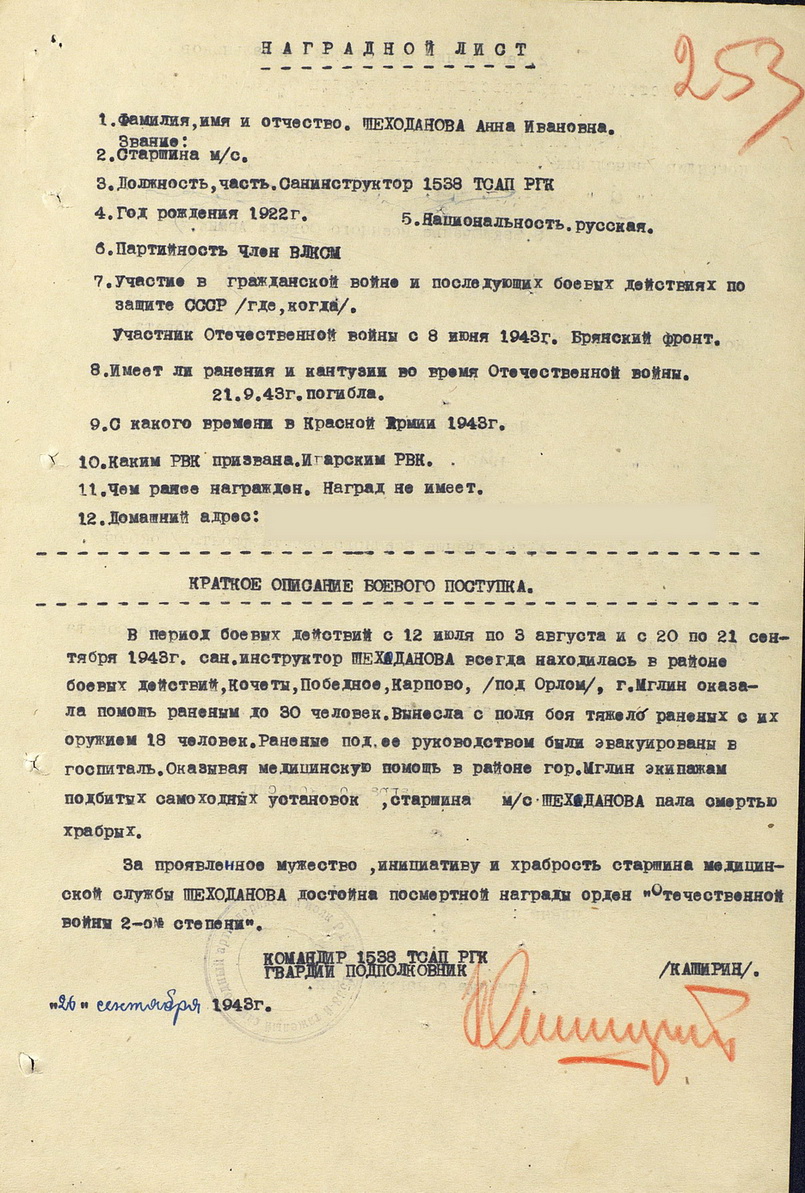 НАГРАДНОЙ ЛИСТ
253
1.Фамилия,имя и отчество. ШЕХОДАНОВА Анна Ивановна.
Звание:
2.Старшина м/с.
3.Должность,часть.Санинструктор 1538 ТСАП РГК
4.Год рождения 1922г. 5.Национальность.русская.
6.Партийность Член ВЛКСМ
7.Участие в гражданской войне и последующих боевых действиях по
защите СССР /где,когда/.
Участник Отечественной войны с 8 июня 1943г. Брянский фронт.
8.Имеет ли ранения и кантузии во время Отечественной войны.
21.9.43г.погибла.
9.С какого времени в Красной Армии 1943г.
10.Каким РВК призвана.Игарским РВК.
11.Чем ранее награжден. Наград не имеет.
12.Домашний адрес:
КРАТКОЕ ОПИСАНИЕ БОЕВОГО ПОСТУПКА.
В период боевых действий с 12 июля по 3 августа и с 20 по 21 сен-
тября 1943г. сан.инструктор ШЕХОДАНОВА всегда находилась в районе
боевых действий,Кочеты,Победное,Карпово, /под Орлом/, г.Мглин оказа-
ла помощь раненым до 30 человек.Вынесла с поля боя тяжело раненых с их
оружием 18 человек.Раненые под.ее руководством были эвакуированы в
госпиталь.Оказывая медицинскую помощь в районе гор.Мглин экипажам
подбитых самоходных установок ,старшина м/с ШЕХОДАНОВА пала смертью
храбрых.
За проявленное мужество ,инициативу и храбрость старшина медицин-
ской службы ШЕХОДАНОВА достойна посмертной награды орден "Отечественной
войны 2-ой степени".
КОМАНДИР 1538 ТСАП РГК
ГВАРДИИ ПОДПОЛКОВНИК /КАШИРИН/.
"26" сентября 1943г.